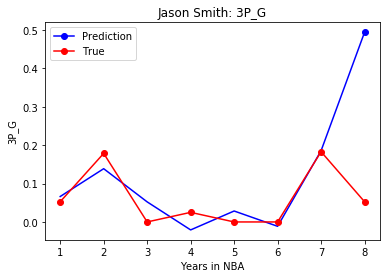 Jason Smith: 3P_G
Prediction
True
0.5
0.4
0.3
0.2
0.1
0.0
3P_G
1 2 3 4 5 6 7 8
Years in NBA